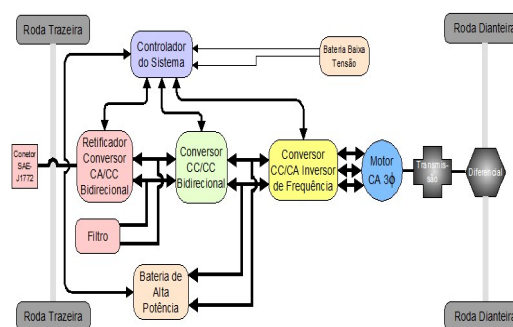 Roda Trazeira
Controlador
do Sistema
Bateria Baixa
Tensão
Roda Dianteira
Conetor
SAE-
J1772
Retificador
Conversor
CA/CC
Bidirecional
Conversor
CC/CC
Bidirecional
Conversor
CC/CA Inversor
de Frequência
Motor
CA 3ϕ
Transmis-
são
Diferencial
Filtro
Bateria de
Alta
Potência
Roda Trazeira
Roda Dianteira